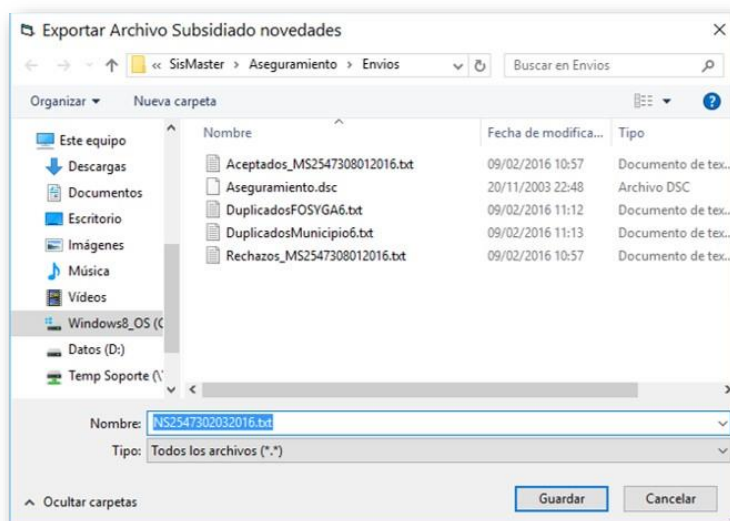 Exportar Archivo Subsidiado novedades
« SisMaster > Aseguramiento > Envios
Buscar en Envios
Organizar
Nueva carpeta
Este equipo
Descargas
Documentos
Escritorio
Imágenes
Música
Vídeos
Windows8_OS (C
Datos (D:)
Temp Soporte (\
Nombre Fecha de modifica... Tipo
Aceptados_MS2547308012016.txt 09/02/2016 10:57 Documento de tex...
Aseguramiento.dsc 20/11/2003 22:48 Archivo DSC
DuplicadosFOSYGA6.txt 09/02/2016 11:12 Documento de tex...
DuplicadosMunicipio6.txt 09/02/2016 11:13 Documento de tex...
Rechazos_MS2547308012016.txt 09/02/2016 10:57 Documento de tex...
Nombre: NS2547302032016.txt
Tipo: Todos los archivos (*.*)
Ocultar carpetas
Guardar
Cancelar